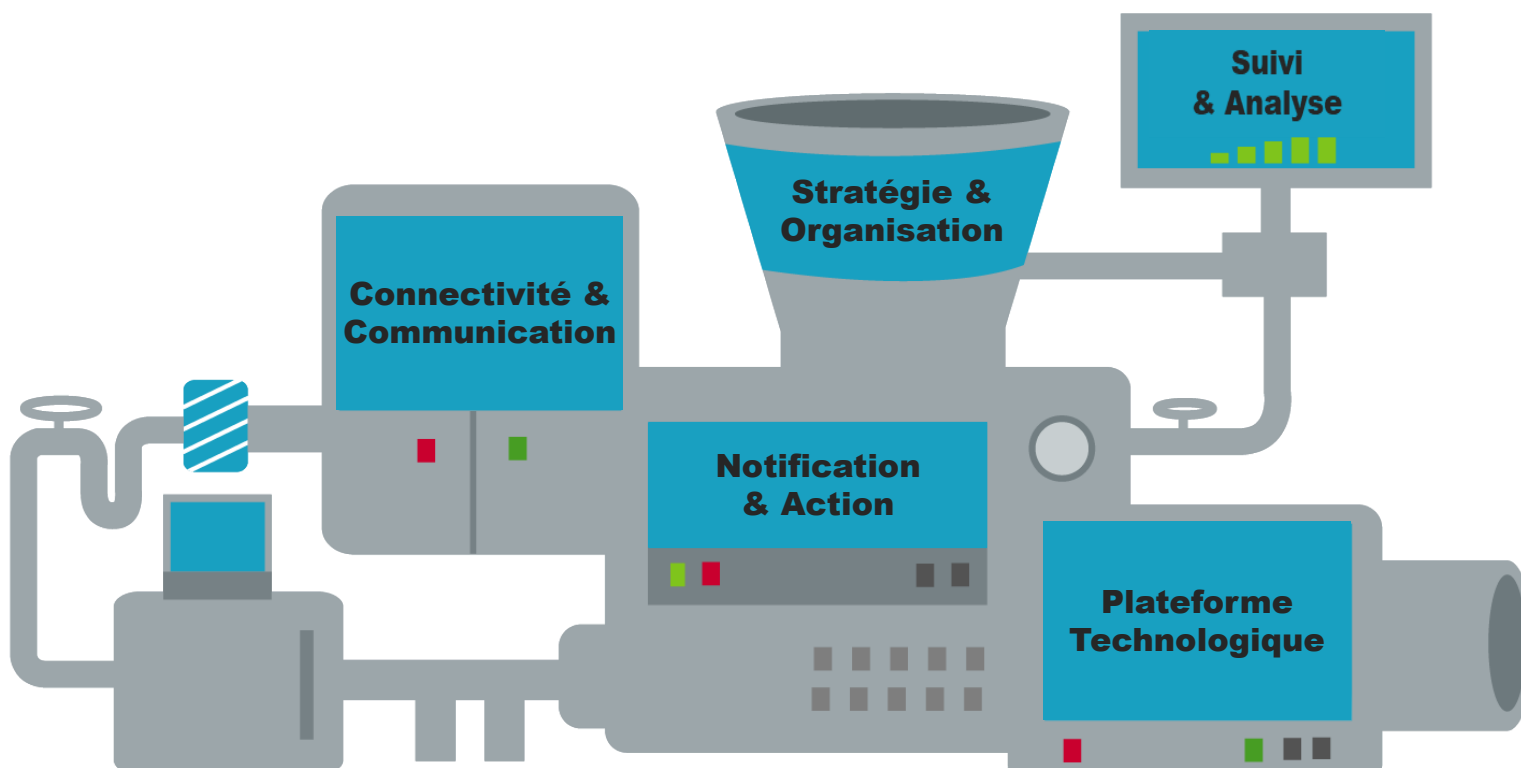 Suivi
& Analyse
Stratégie &
Organisation
Connectivité &
Communication
Notification
& Action
Plateforme
Technologique